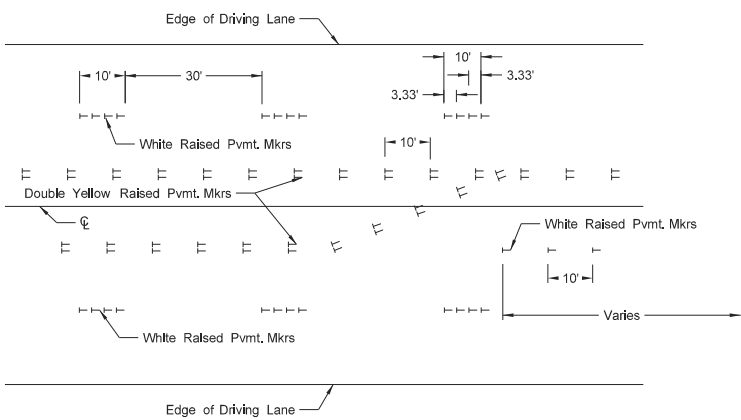 Edge of Driving Lane
10'
30'
10'
3.33'
3.33'
White Raised Pvmt. Mkrs
10'
Double Yellow Raised Pvmt. Mkrs
℄
White Raised Pvmt. Mkrs
10'
White Raised Pvmt. Mkrs
Varies
Edge of Driving Lane